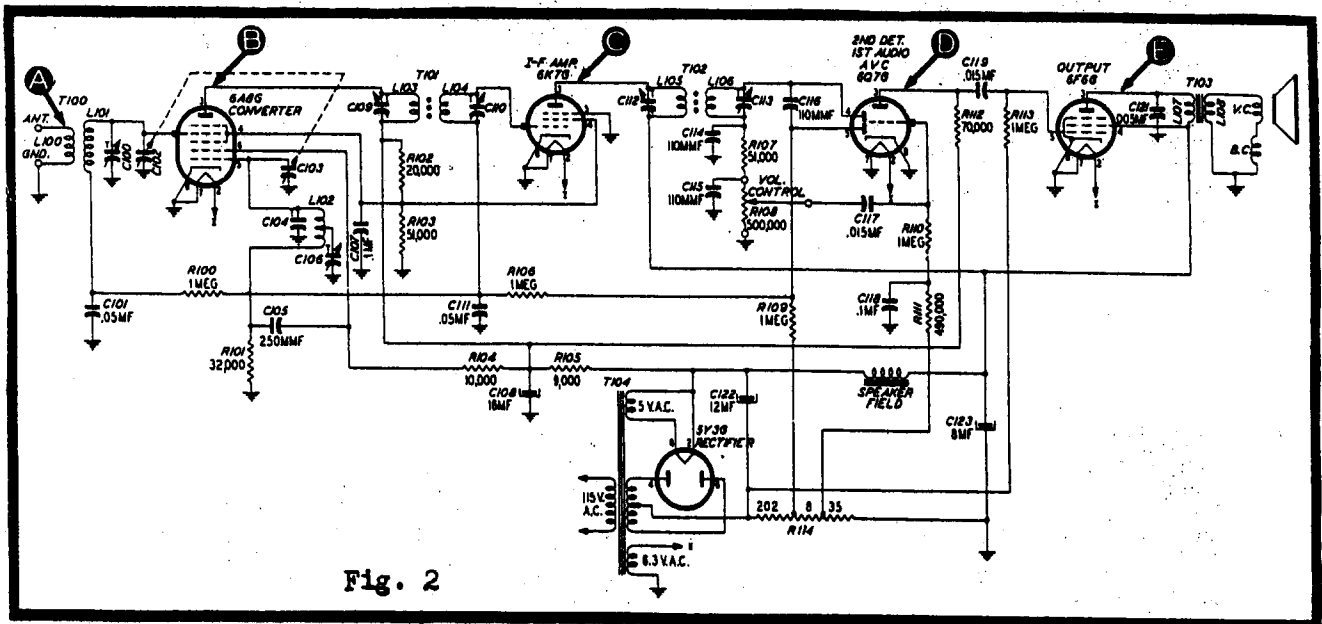 A
T100
ANT.
L100
GND.
L101
C100
C102
B
6A8G
CONVERTER
C103
L102
C104
C106
C107
.1MF
R100
1MEG
C101
.05MF
C105
250MMF
R101
32,000
T101
L103
L104
C109
C110
R102
20,000
R103
51,000
C111
.05MF
R106
1MEG
C
I-F AMP.
6K7G
T102
L105
L106
C112
C113
C114
110MMF
C115
110MMF
R107
51,000
VOL.
CONTROL
R108
500,000
C116
110MMF
C117
.015MF
D
2ND DET.
1ST AUDIO
AVC
6Q7G
R110
1MEG
R109
1MEG
C118
.1MF
R111
490,000
R112
70,000
C119
.015MF
R113
1MEG
E
OUTPUT
6F6G
C121
.005MF
T103
L107
L108
V.C.
B.C.
R104
10,000
R105
9,000
C108
16MF
T104
5 V.A.C.
5Y3G
RECTIFIER
115V.
A.C.
6.3 V.A.C.
X
C122
12MF
SPEAKER
FIELD
C123
8MF
202
8
35
R114
Fig. 2